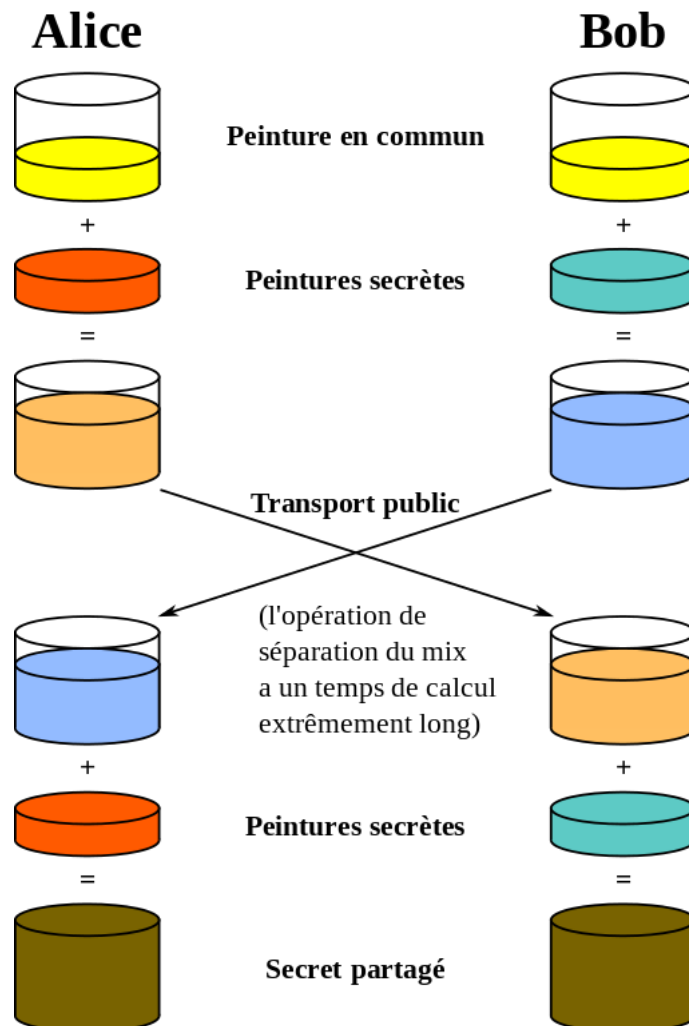 Alice Bob
Peinture en commun
+ +
Peintures secrètes
= =
Transport public
(l'opération de
séparation du mix
a un temps de calcul
extrêmement long)
+ +
Peintures secrètes
= =
Secret partagé